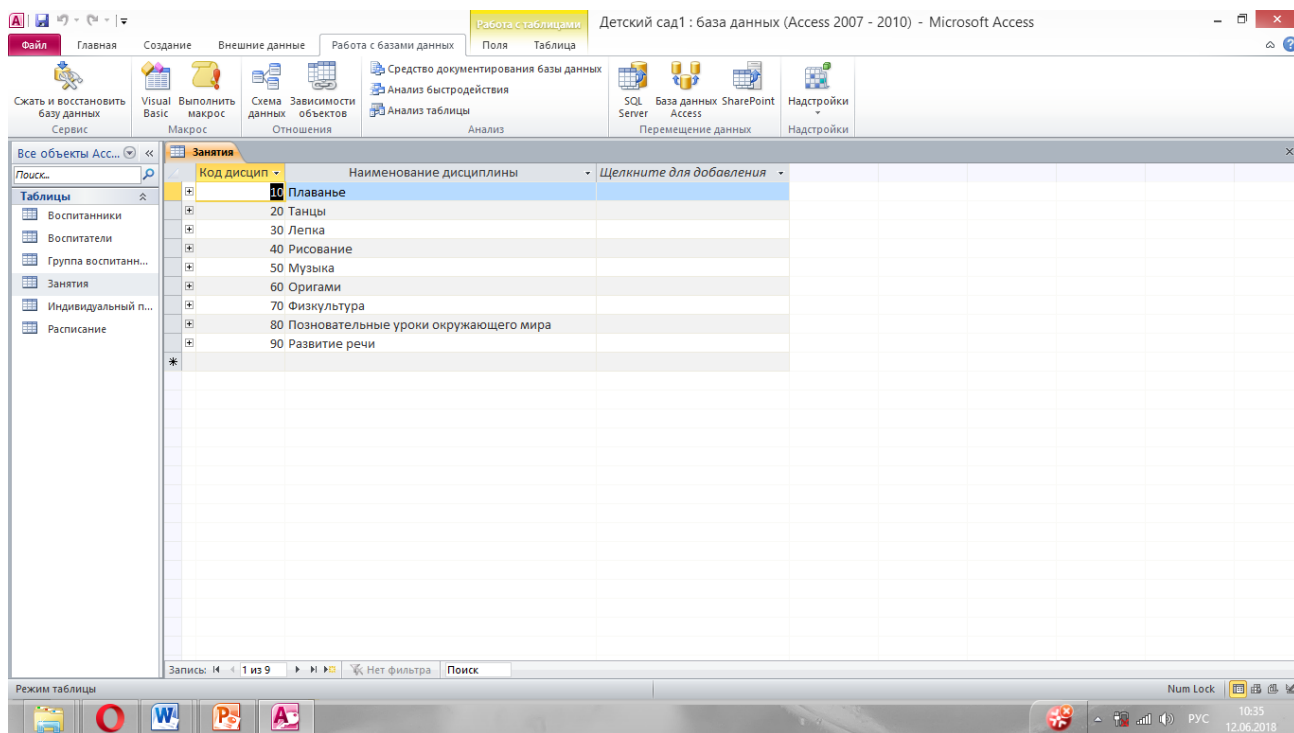 Работа с таблицами
Детский сад1 : база данных (Access 2007 - 2010) - Microsoft Access
Файл Главная Создание Внешние данные Работа с базами данных Поля Таблица
Сжать и восстановить базу данных
Visual Basic
Выполнить макрос
Схема данных
Зависимости объектов
Средство документирования базы данных
Анализ быстродействия
Анализ таблицы
SQL Server
База данных Access
SharePoint
Надстройки
Сервис Макрос Отношения Анализ Перемещение данных Надстройки
Все объекты Acc...
Поиск...
Таблицы
Воспитанники
Воспитатели
Группа воспитанн...
Занятия
Индивидуальный п...
Расписание
Занятия
Код дисцип Наименование дисциплины Щелкните для добавления
10 Плаванье
20 Танцы
30 Лепка
40 Рисование
50 Музыка
60 Оригами
70 Физкультура
80 Позновательные уроки окружающего мира
90 Развитие речи
Запись: 1 из 9 Нет фильтра Поиск
Режим таблицы Num Lock
РУС 10:35
12.06.2018